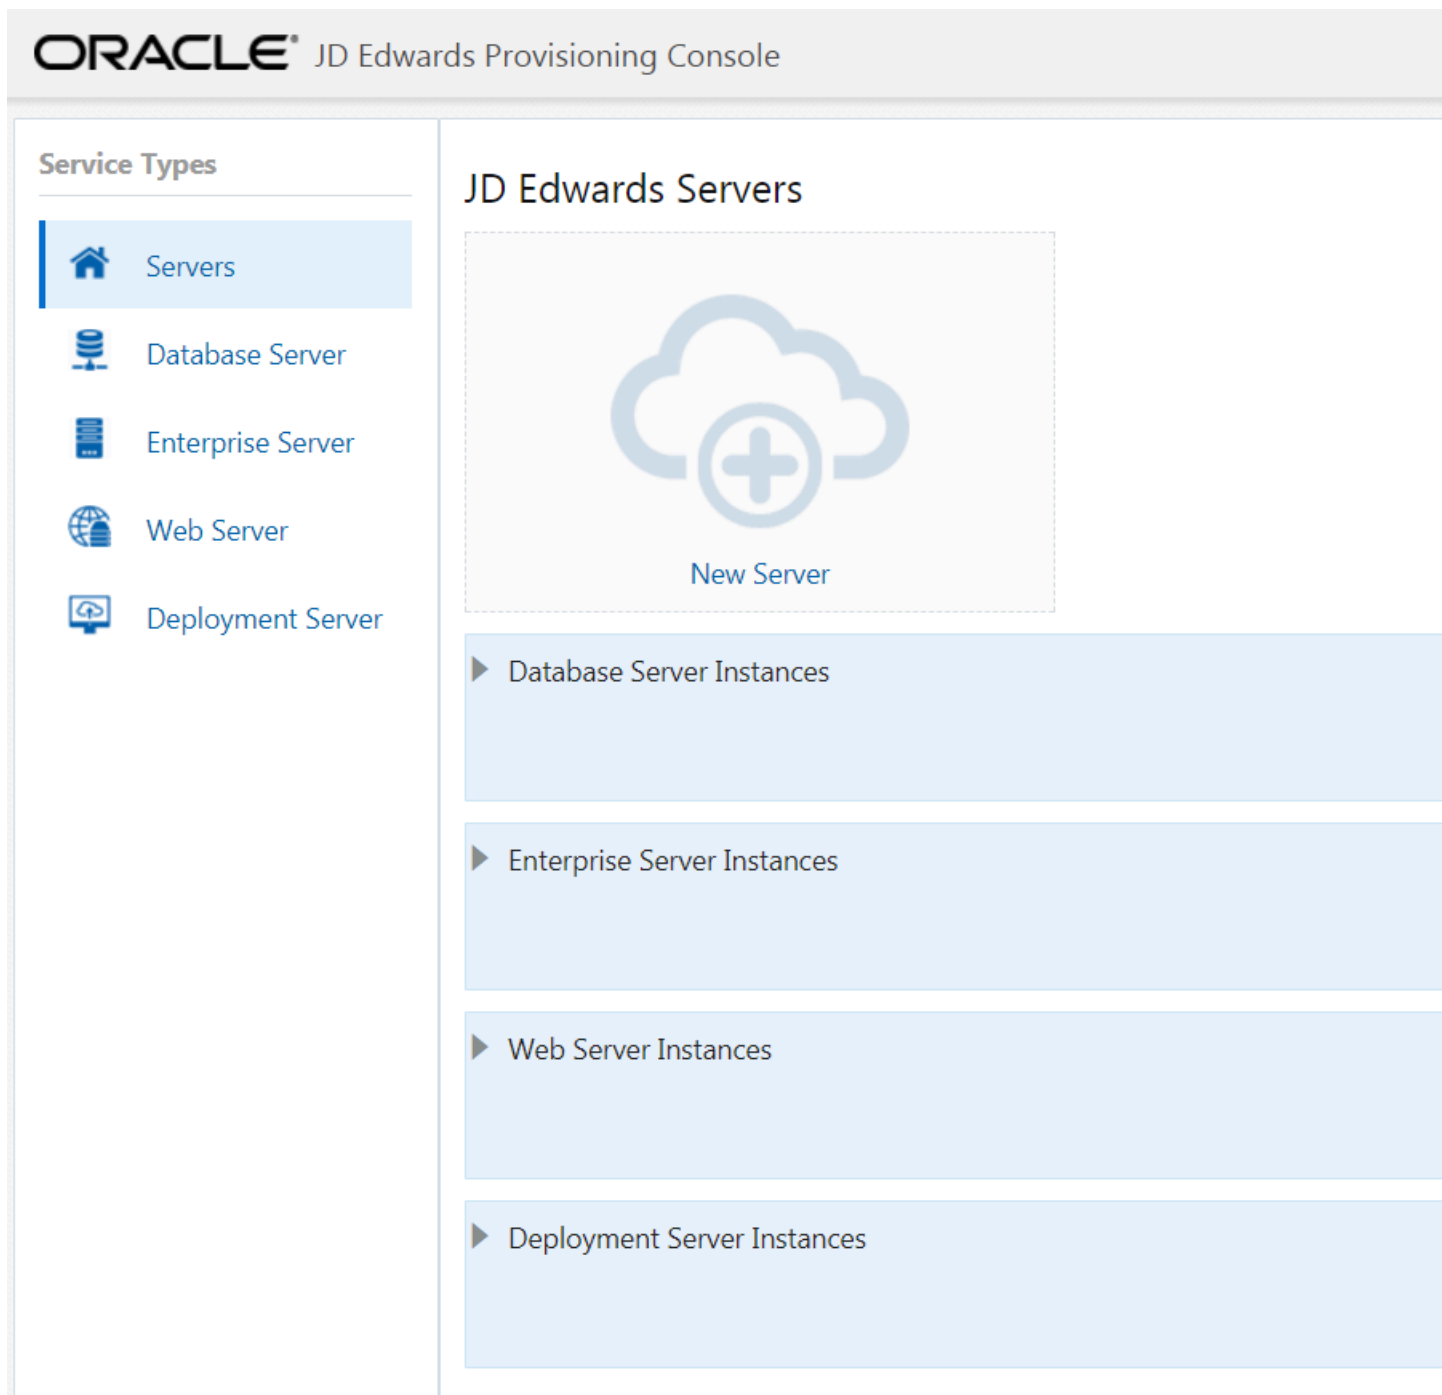 ORACLE® JD Edwards Provisioning Console
Service Types
Servers
Database Server
Enterprise Server
Web Server
Deployment Server
JD Edwards Servers
New Server
Database Server Instances
Enterprise Server Instances
Web Server Instances
Deployment Server Instances